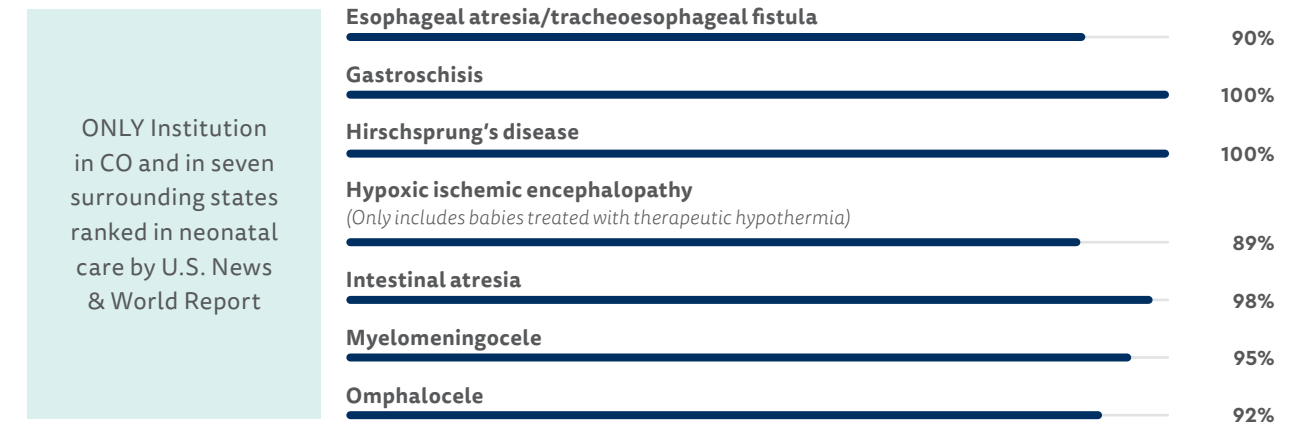 ONLY Institution
in CO and in seven
surrounding states
ranked in neonatal
care by U.S. News
& World Report
Esophageal atresia/tracheoesophageal fistula
90%
Gastroschisis
100%
Hirschsprung's disease
100%
Hypoxic ischemic encephalopathy
(Only includes babies treated with therapeutic hypothermia)
89%
Intestinal atresia
98%
Myelomeningocele
95%
Omphalocele
92%